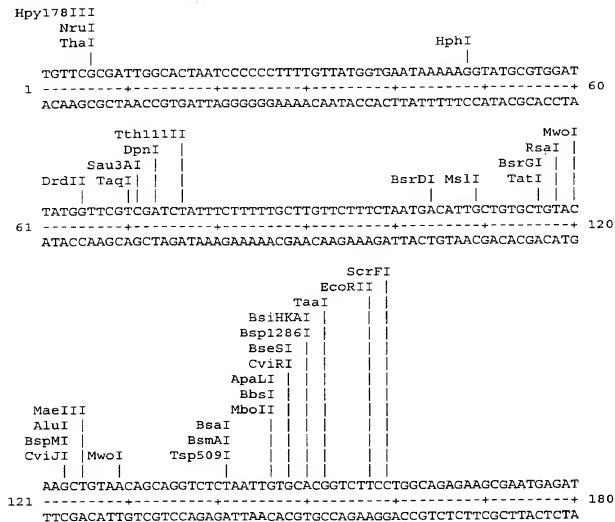 Hpy178III
NruI
ThaI HphI
TGTTCGCGATTGGCACTAATCCCCCCTTTTGTTATGGTGAATAAAAAGGTATGCGTGGAT
1 ---------+---------+---------+---------+---------+--------- 60
ACAAGCGCTAACCGTGATTAGGGGGGAAAACAATACCACTTATTTTTCCATACGCACCTA
Tth111II MwoI
DpnI RsaI
Sau3AI BsrGI
DrdII TaqI BsrDI MslI TatI
TATGGTTCGTCGATCTATTTCTTTTTGCTTGTTCTTTCTAATGACATTGCTGTGCTGTAC
61 ---------+---------+---------+---------+---------+--------- 120
ATACCAAGCAGCTAGATAAAGAAAAACGAACAAGAAAGATTACTGTAACGACACGACATG
ScrFI
EcoRII
TaaI
BsiHKAI
Bsp1286I
BseSI
CviRI
ApaLI
BbsI
MaeIII MboII
AluI BsaI
BspMI BsmAI
CviJI MwoI Tsp509I
AAGCTGTAACAGCAGGTCTCTAATTGTGCACGGTCTTCCTGGCAGAGAAGCGAATGAGAT
121 ---------+---------+---------+---------+---------+--------- 180
TTCGACATTGTCGTCCAGAGATTAACACGTGCCAGAAGGACCGTCTCTTCGCTTACTCTA